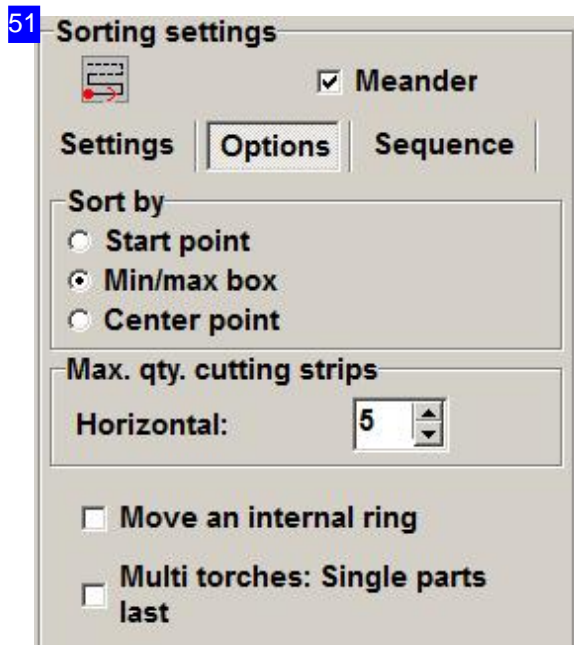 51
Sorting settings
Meander
Settings Options Sequence
Sort by
Start point
Min/max box
Center point
Max. qty. cutting strips
Horizontal: 5
Move an internal ring
Multi torches: Single parts
last